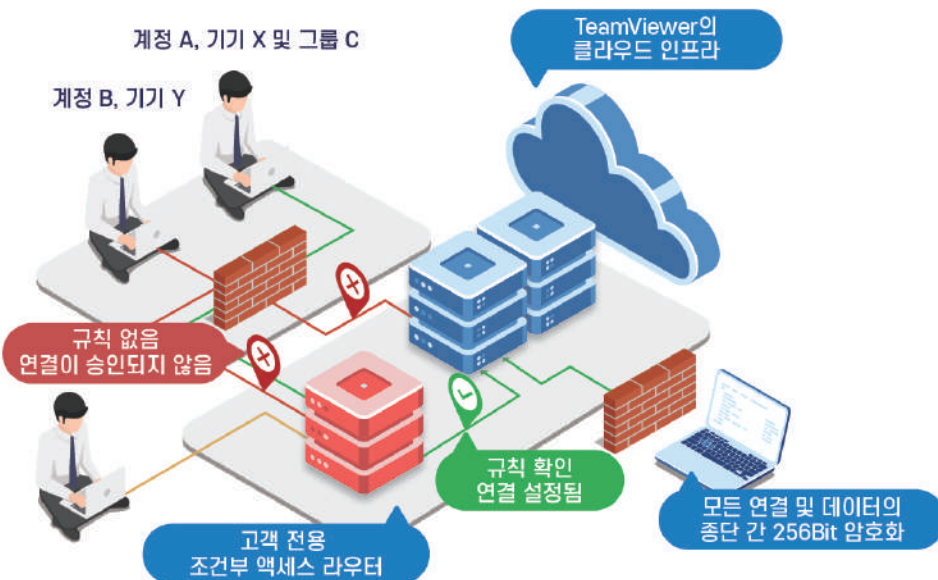 계정 A, 기기 X 및 그룹 C
계정 B, 기기 Y
TeamViewer의
클라우드 인프라
규칙 없음
연결이 승인되지 않음
규칙 확인
연결 설정됨
고객 전용
조건부 액세스 라우터
모든 연결 및 데이터의
종단 간 256Bit 암호화